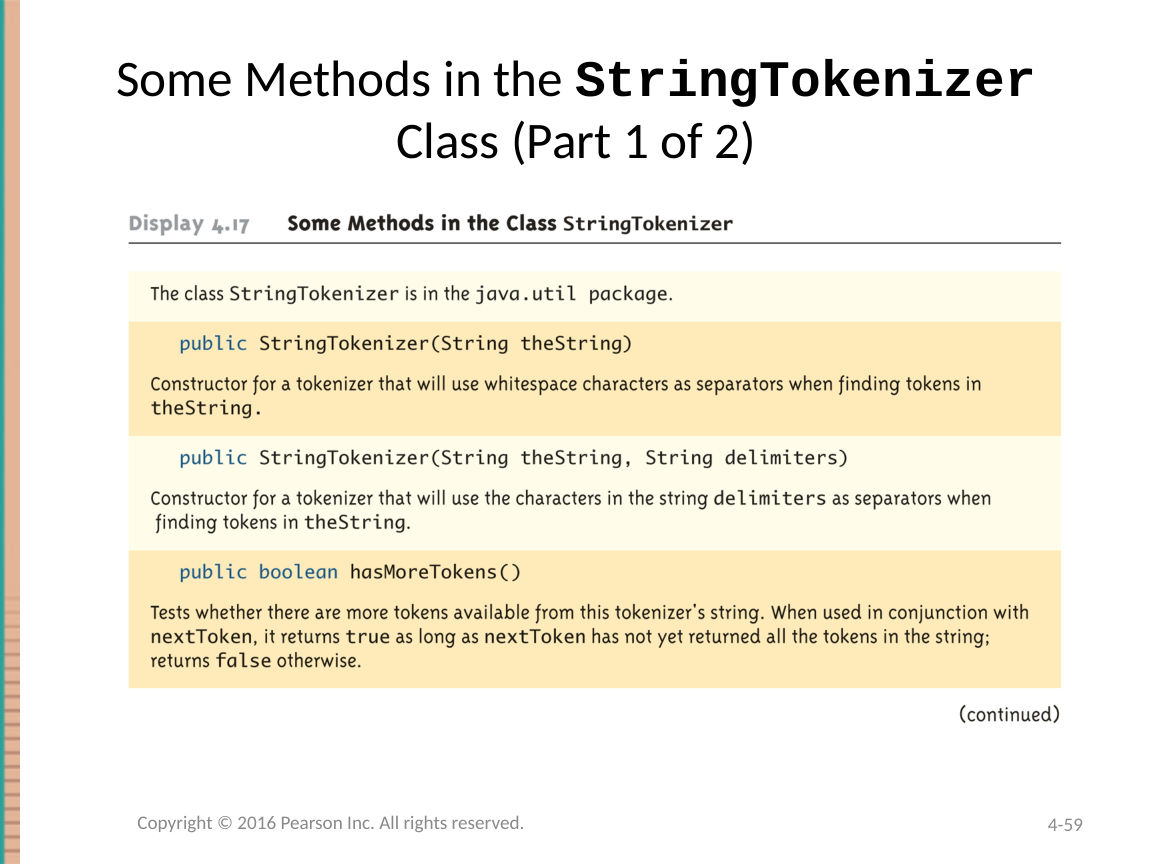 Some Methods in the StringTokenizer
Class (Part 1 of 2)
Display 4.17 Some Methods in the Class StringTokenizer
The class StringTokenizer is in the java.util package.
public StringTokenizer(String theString)
Constructor for a tokenizer that will use whitespace characters as separators when finding tokens in
theString.
public StringTokenizer(String theString, String delimiters)
Constructor for a tokenizer that will use the characters in the string delimiters as separators when
finding tokens in theString.
public boolean hasMoreTokens()
Tests whether there are more tokens available from this tokenizer's string. When used in conjunction with
nextToken, it returns true as long as nextToken has not yet returned all the tokens in the string;
returns false otherwise.
(continued)
Copyright © 2016 Pearson Inc. All rights reserved.
4-59